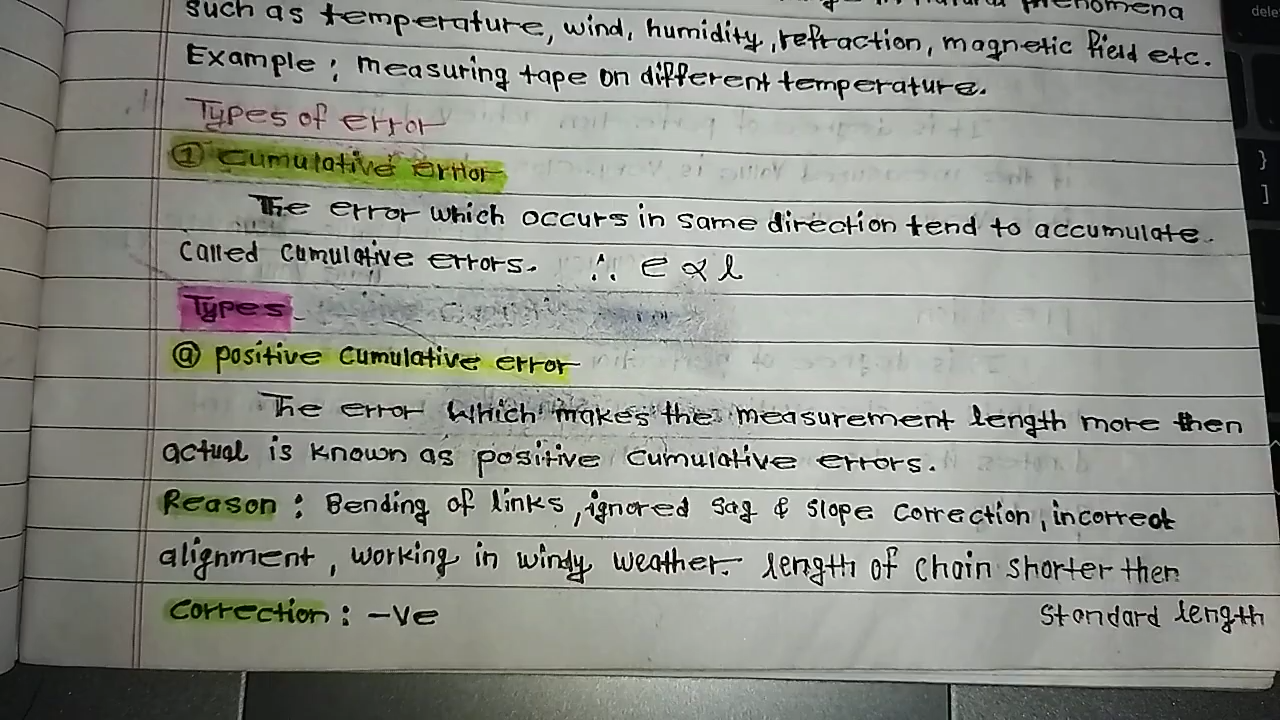 phenomena
such as temperature, wind, humidity, refraction, magnetic field etc.
Example : measuring tape on different temperature.
Types of error
① cumulative error
The error which occurs in same direction tend to accumulate.
called cumulative errors. ∴ e ∝ l
Types
ⓐ positive cumulative error
The error which makes the measurement length more then
actual is known as positive cumulative errors.
Reason : Bending of links, ignored sag & slope correction, incorrect
alignment, working in windy weather. length of chain shorter then
standard length
correction : -ve
dele
}
]